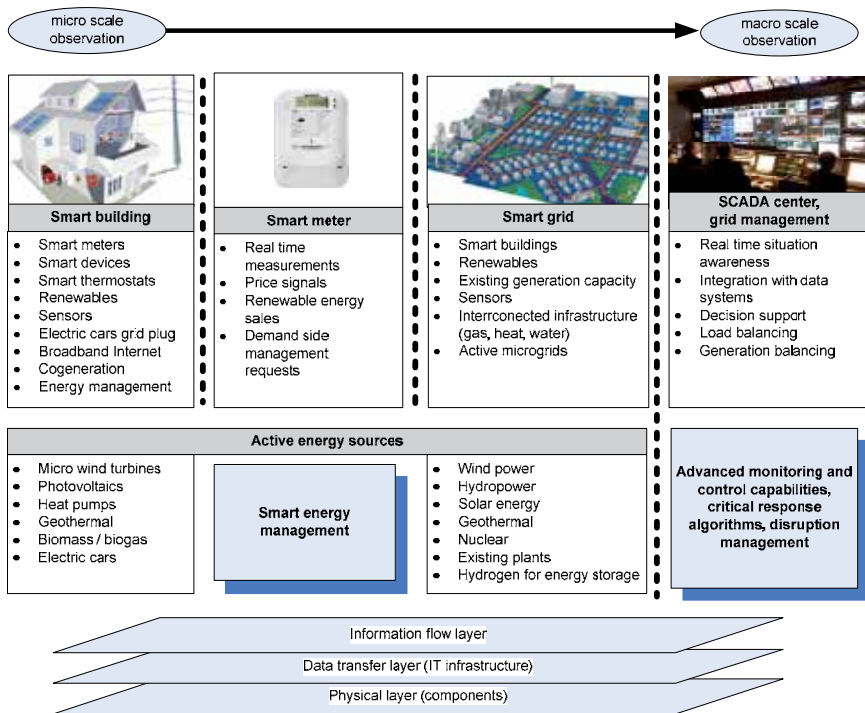 micro scale
observation
macro scale
observation
Smart building
• Smart meters
• Smart devices
• Smart thermostats
• Renewables
• Sensors
• Electric cars grid plug
• Broadband Internet
• Cogeneration
• Energy management
Smart meter
• Real time
measurements
• Price signals
• Renewable energy
sales
• Demand side
management
requests
Smart grid
• Smart buildings
• Renewables
• Existing generation capacity
• Sensors
• Interrconected infrastructure
(gas, heat, water)
• Active microgrids
SCADA center,
grid management
• Real time situation
awareness
• Integration with data
systems
• Decision support
• Load balancing
• Generation balancing
Active energy sources
• Micro wind turbines
• Photovoltaics
• Heat pumps
• Geothermal
• Biomass / biogas
• Electric cars
Smart energy
management
• Wind power
• Hydropower
• Solar energy
• Geothermal
• Nuclear
• Existing plants
• Hydrogen for energy storage
Advanced monitoring and
control capabilities,
critical response
algorithms, disruption
management
Information flow layer
Data transfer layer (IT infrastructure)
Physical layer (components)